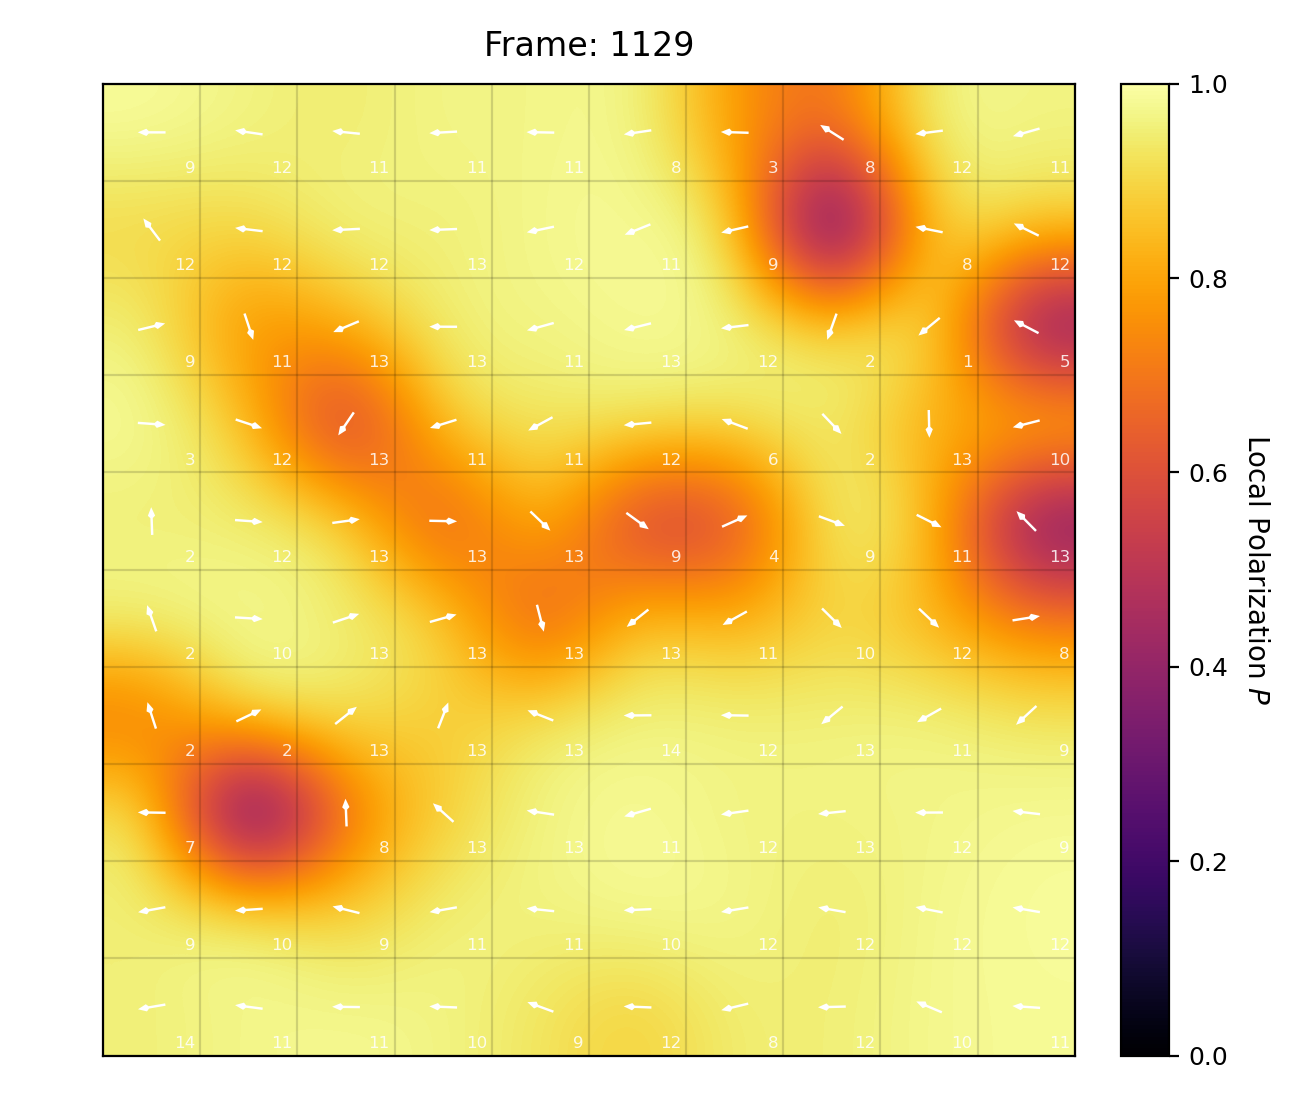 Frame: 1129
9 12 11 11 11 8 3 8 12 11
12 12 12 13 12 11 9 8 12
9 11 13 13 11 13 12 2 1 5
3 12 13 11 11 12 6 2 13 10
2 12 13 13 13 9 4 9 11 13
2 10 13 13 13 13 11 10 12 8
2 2 13 13 13 14 12 13 11 9
7 8 13 13 11 12 13 12 9
9 10 9 11 11 10 12 12 12 12
14 11 11 10 9 12 8 12 10 11
1.0
0.8
0.6
0.4
0.2
0.0
Local Polarization P